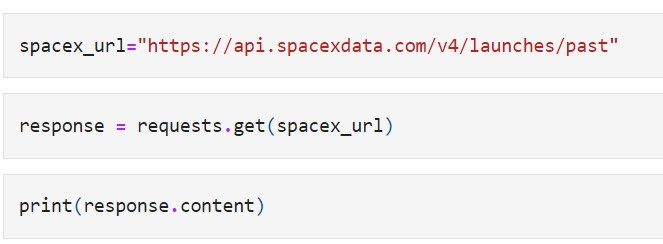 spacex_url="https://api.spacexdata.com/v4/launches/past"
response = requests.get(spacex_url)
print(response.content)